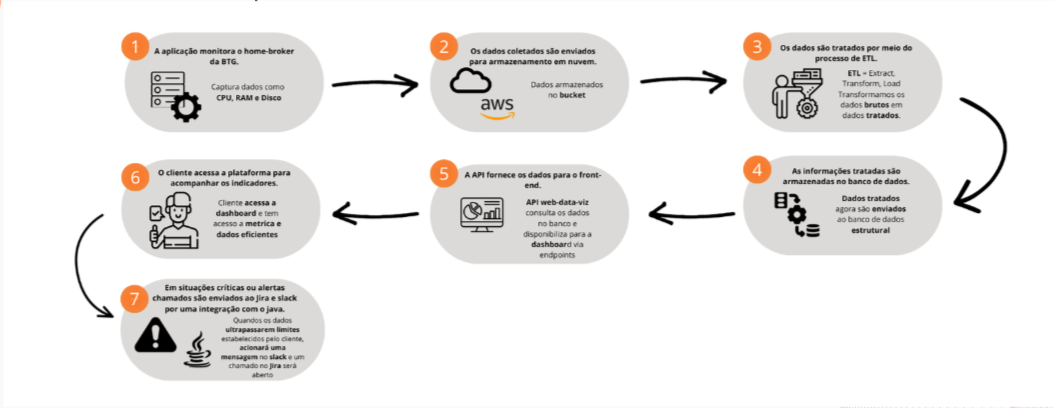 1
A aplicação monitora o home-broker
da BTG.
Captura dados como
CPU, RAM e Disco
2
Os dados coletados são enviados
para armazenamento em nuvem.
aws
Dados armazenados
no bucket
3
Os dados são tratados por meio do
processo de ETL.
ETL = Extract,
Transform, Load
Transformamos os
dados brutos em
dados tratados.
4
As informações tratadas são
armazenadas no banco de dados.
Dados tratados
agora são enviados
ao banco de dados
estrutural
5
A API fornece os dados para o front-
end.
API web-data-viz
consulta os dados
no banco e
disponibiliza para a
dashboard via
endpoints
6
O cliente acessa a plataforma para
acompanhar os indicadores.
Cliente acessa a
dashboard e tem
acesso a metrica e
dados eficientes
7
Em situações críticas ou alertas
chamados são enviados ao Jira e slack
por uma integração com o java.
Quandos os dados
ultrapassarem limites
estabelecidos pelo cliente,
acionará uma
mensagem no slack e um
chamado no Jira será
aberto